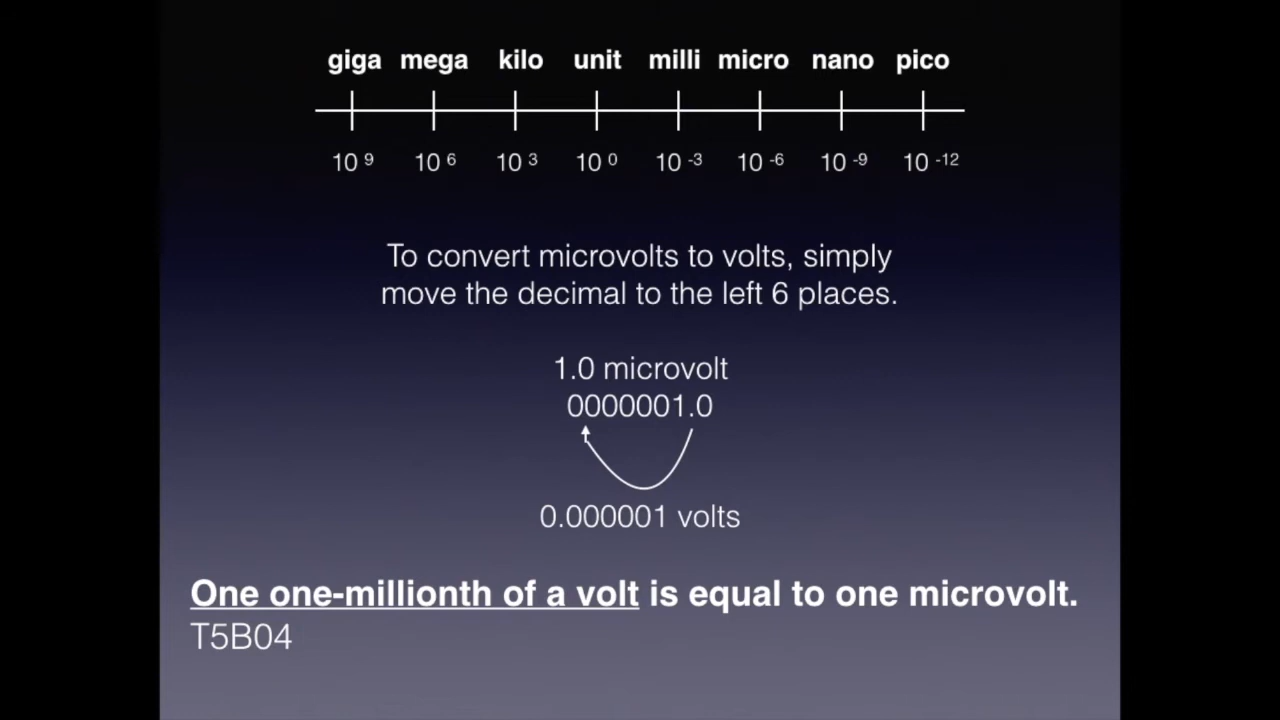 giga mega kilo unit milli micro nano pico
10 9 10 6 10 3 10 0 10 -3 10 -6 10 -9 10 -12
To convert microvolts to volts, simply
move the decimal to the left 6 places.
1.0 microvolt
0000001.0
0.000001 volts
One one-millionth of a volt is equal to one microvolt.
T5B04